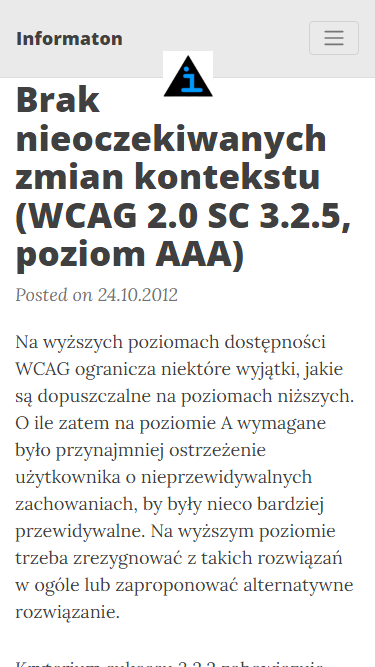 Informaton
Brak
nieoczekiwanych
zmian kontekstu
(WCAG 2.0 SC 3.2.5,
poziom AAA)
Posted on 24.10.2012
Na wyższych poziomach dostępności
WCAG ogranicza niektóre wyjątki, jakie
są dopuszczalne na poziomach niższych.
O ile zatem na poziomie A wymagane
było przynajmniej ostrzeżenie
użytkownika o nieprzewidywalnych
zachowaniach, by były nieco bardziej
przewidywalne. Na wyższym poziomie
trzeba zrezygnować z takich rozwiązań
w ogóle lub zaproponować alternatywne
rozwiązanie.